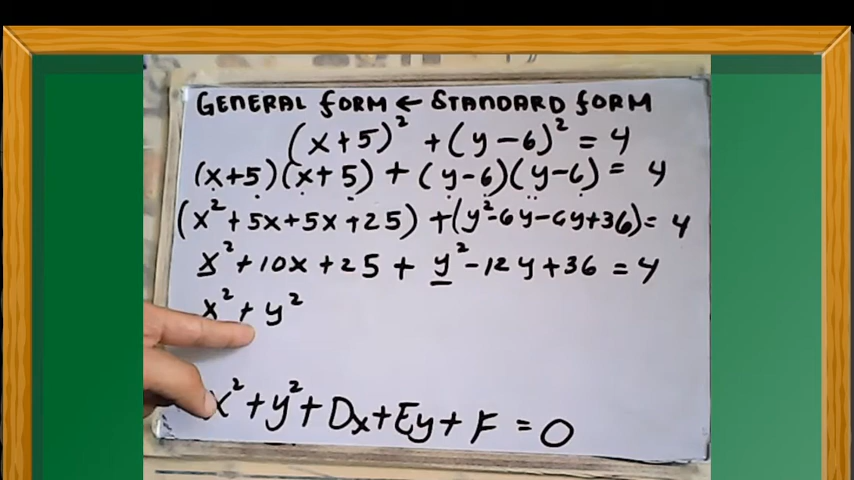 GENERAL FORM ← STANDARD FORM
(x+5)² + (y-6)² = 4
(x+5)(x+5) + (y-6)(y-6) = 4
(x²+5x+5x+25) + (y²-6y-6y+36) = 4
x²+10x+25 + y²-12y+36 = 4
x² + y²
x²+y²+Dx+Ey+F = 0